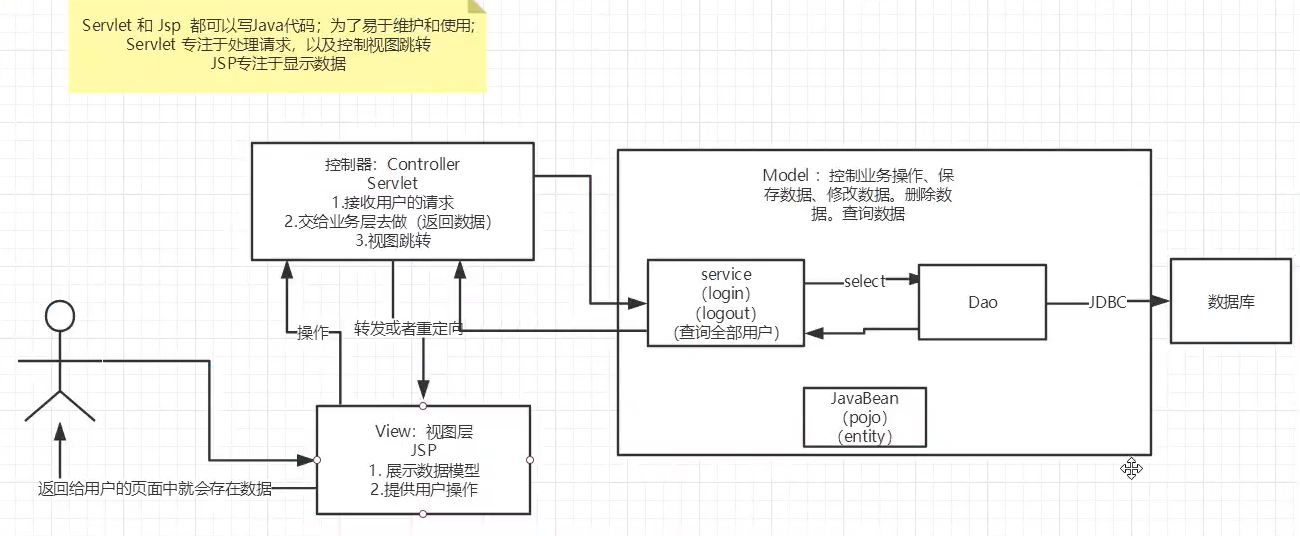 Servlet 和 Jsp 都可以写Java代码；为了易于维护和使用;
Servlet 专注于处理请求，以及控制视图跳转
JSP专注于显示数据
控制器：Controller
Servlet
1.接收用户的请求
2.交给业务层去做（返回数据）
3.视图跳转
Model ：控制业务操作、保
存数据、修改数据。删除数
据。查询数据
service
（login）
（logout）
（查询全部用户）
select
Dao
JDBC
数据库
操作
转发或者重定向
JavaBean
（pojo）
（entity）
View：视图层
JSP
1. 展示数据模型
2.提供用户操作
返回给用户的页面中就会存在数据